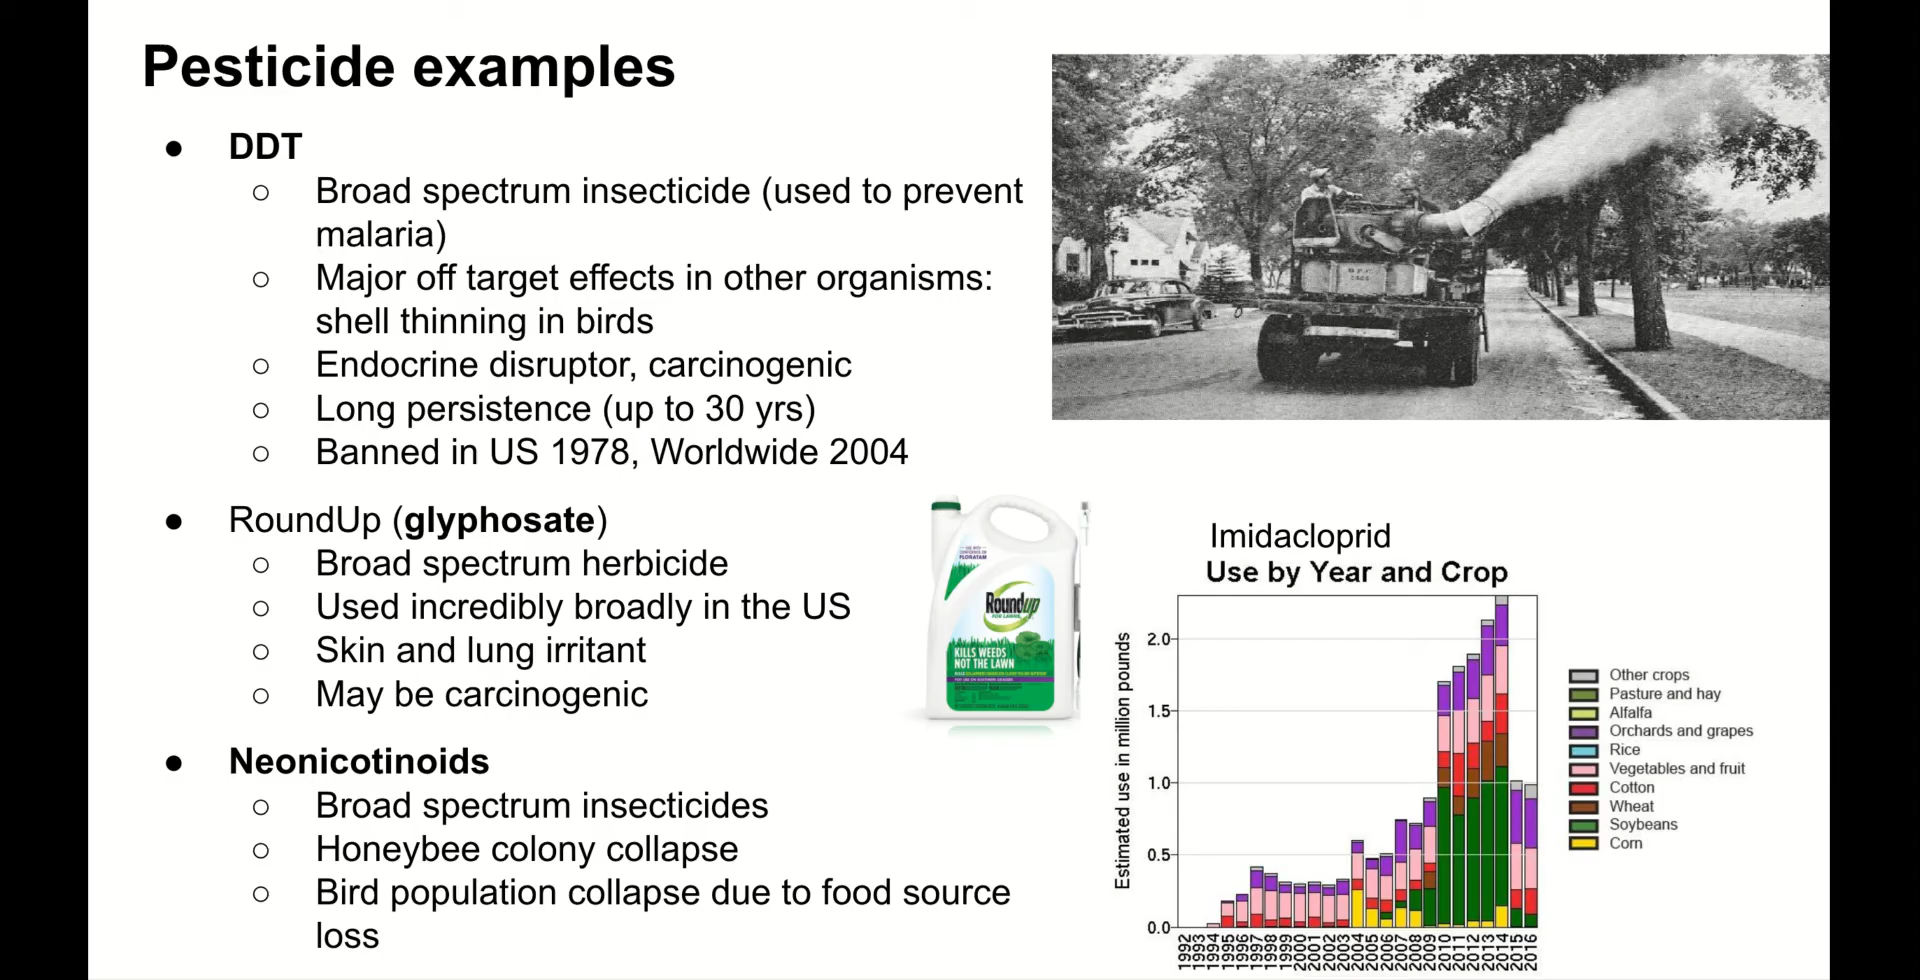 Pesticide examples
● DDT
○ Broad spectrum insecticide (used to prevent
malaria)
○ Major off target effects in other organisms:
shell thinning in birds
○ Endocrine disruptor, carcinogenic
○ Long persistence (up to 30 yrs)
○ Banned in US 1978, Worldwide 2004
● RoundUp (glyphosate)
○ Broad spectrum herbicide
○ Used incredibly broadly in the US
○ Skin and lung irritant
○ May be carcinogenic
● Neonicotinoids
○ Broad spectrum insecticides
○ Honeybee colony collapse
○ Bird population collapse due to food source
loss
FLORATAM
Roundup
FOR LAWNS
KILLS WEEDS
NOT THE LAWN
Imidacloprid
Use by Year and Crop
Estimated use in million pounds
2.0
1.5
1.0
0.5
0.0
1992
1993
1994
1995
1996
1997
1998
1999
2000
2001
2002
2003
2004
2005
2006
2007
2008
2009
2010
2011
2012
2013
2014
2015
2016
Other crops
Pasture and hay
Alfalfa
Orchards and grapes
Rice
Vegetables and fruit
Cotton
Wheat
Soybeans
Corn